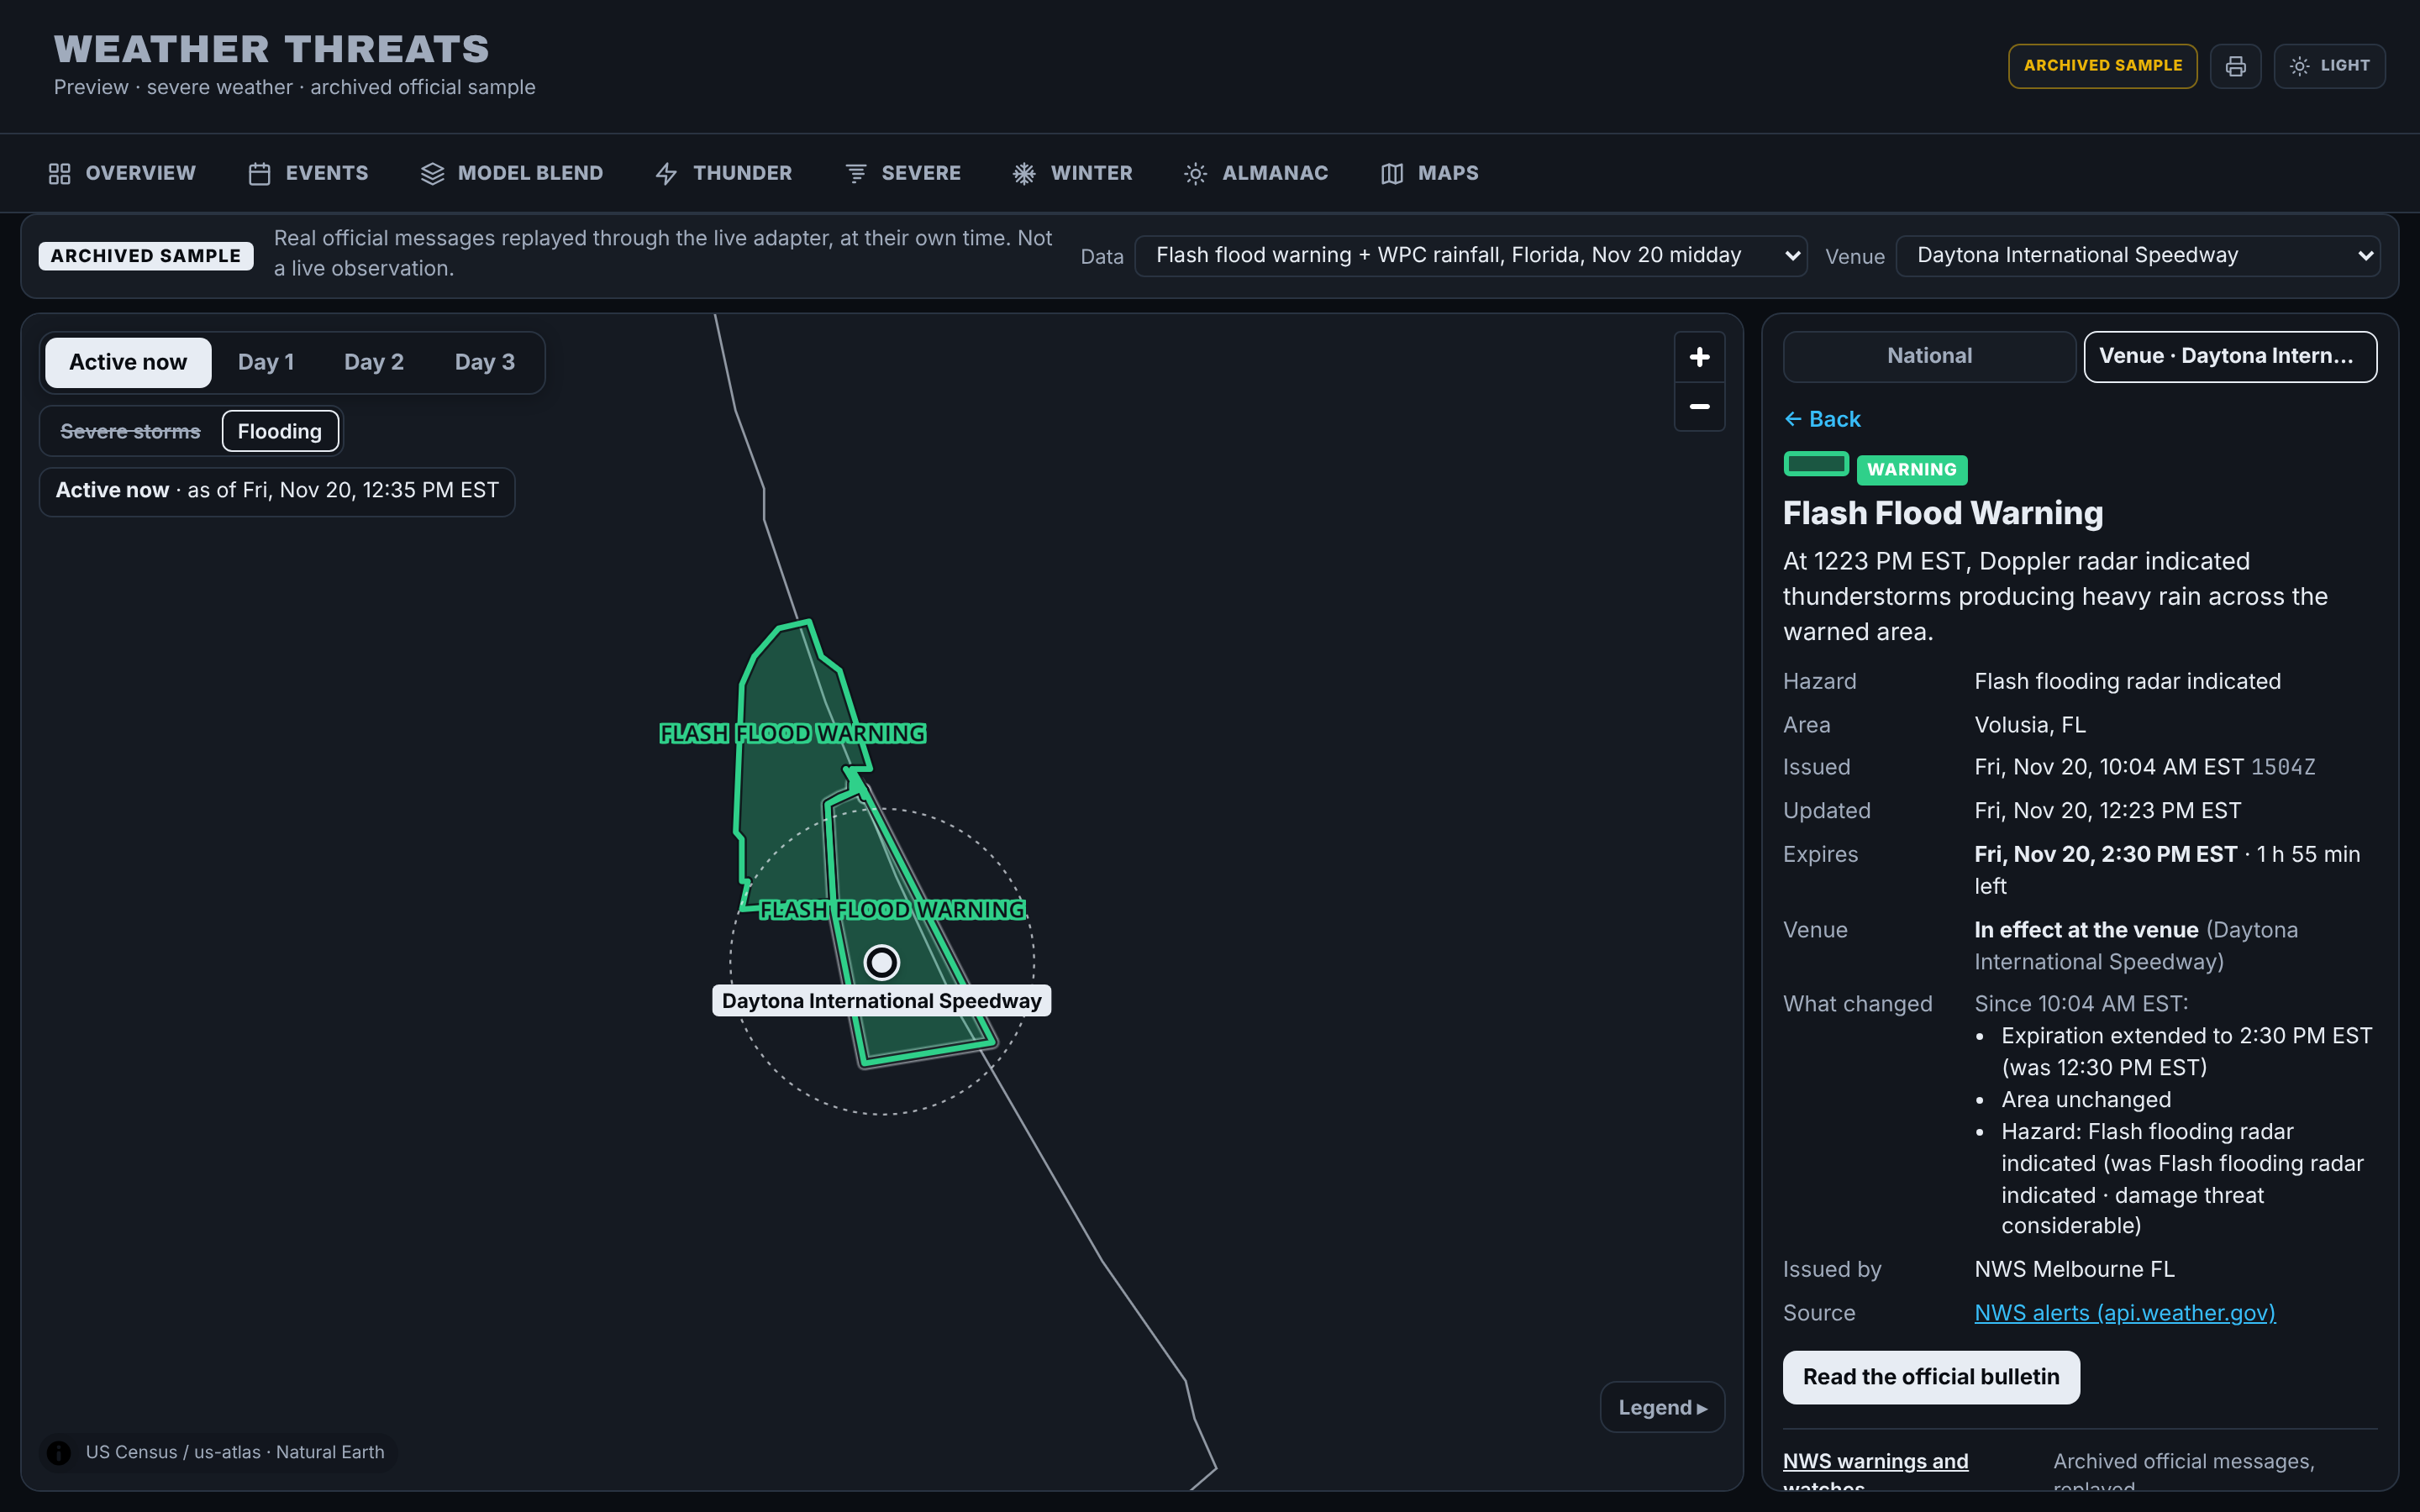 WEATHER THREATS
Preview · severe weather · archived official sample
ARCHIVED SAMPLE
LIGHT
OVERVIEW
EVENTS
MODEL BLEND
THUNDER
SEVERE
WINTER
ALMANAC
MAPS
ARCHIVED SAMPLE
Real official messages replayed through the live adapter, at their own time. Not
a live observation.
Data
Flash flood warning + WPC rainfall, Florida, Nov 20 midday
Venue
Daytona International Speedway
Active now
Day 1
Day 2
Day 3
Severe storms
Flooding
Active now · as of Fri, Nov 20, 12:35 PM EST
FLASH FLOOD WARNING
FLASH FLOOD WARNING
Daytona International Speedway
Legend ▸
US Census / us-atlas · Natural Earth
National
Venue · Daytona Intern...
← Back
WARNING
Flash Flood Warning
At 1223 PM EST, Doppler radar indicated
thunderstorms producing heavy rain across the
warned area.
Hazard
Flash flooding radar indicated
Area
Volusia, FL
Issued
Fri, Nov 20, 10:04 AM EST 1504Z
Updated
Fri, Nov 20, 12:23 PM EST
Expires
Fri, Nov 20, 2:30 PM EST · 1 h 55 min
left
Venue
In effect at the venue (Daytona
International Speedway)
What changed
Since 10:04 AM EST:
• Expiration extended to 2:30 PM EST
(was 12:30 PM EST)
• Area unchanged
• Hazard: Flash flooding radar
indicated (was Flash flooding radar
indicated · damage threat
considerable)
Issued by
NWS Melbourne FL
Source
NWS alerts (api.weather.gov)
Read the official bulletin
NWS warnings and
watches
Archived official messages,
replayed